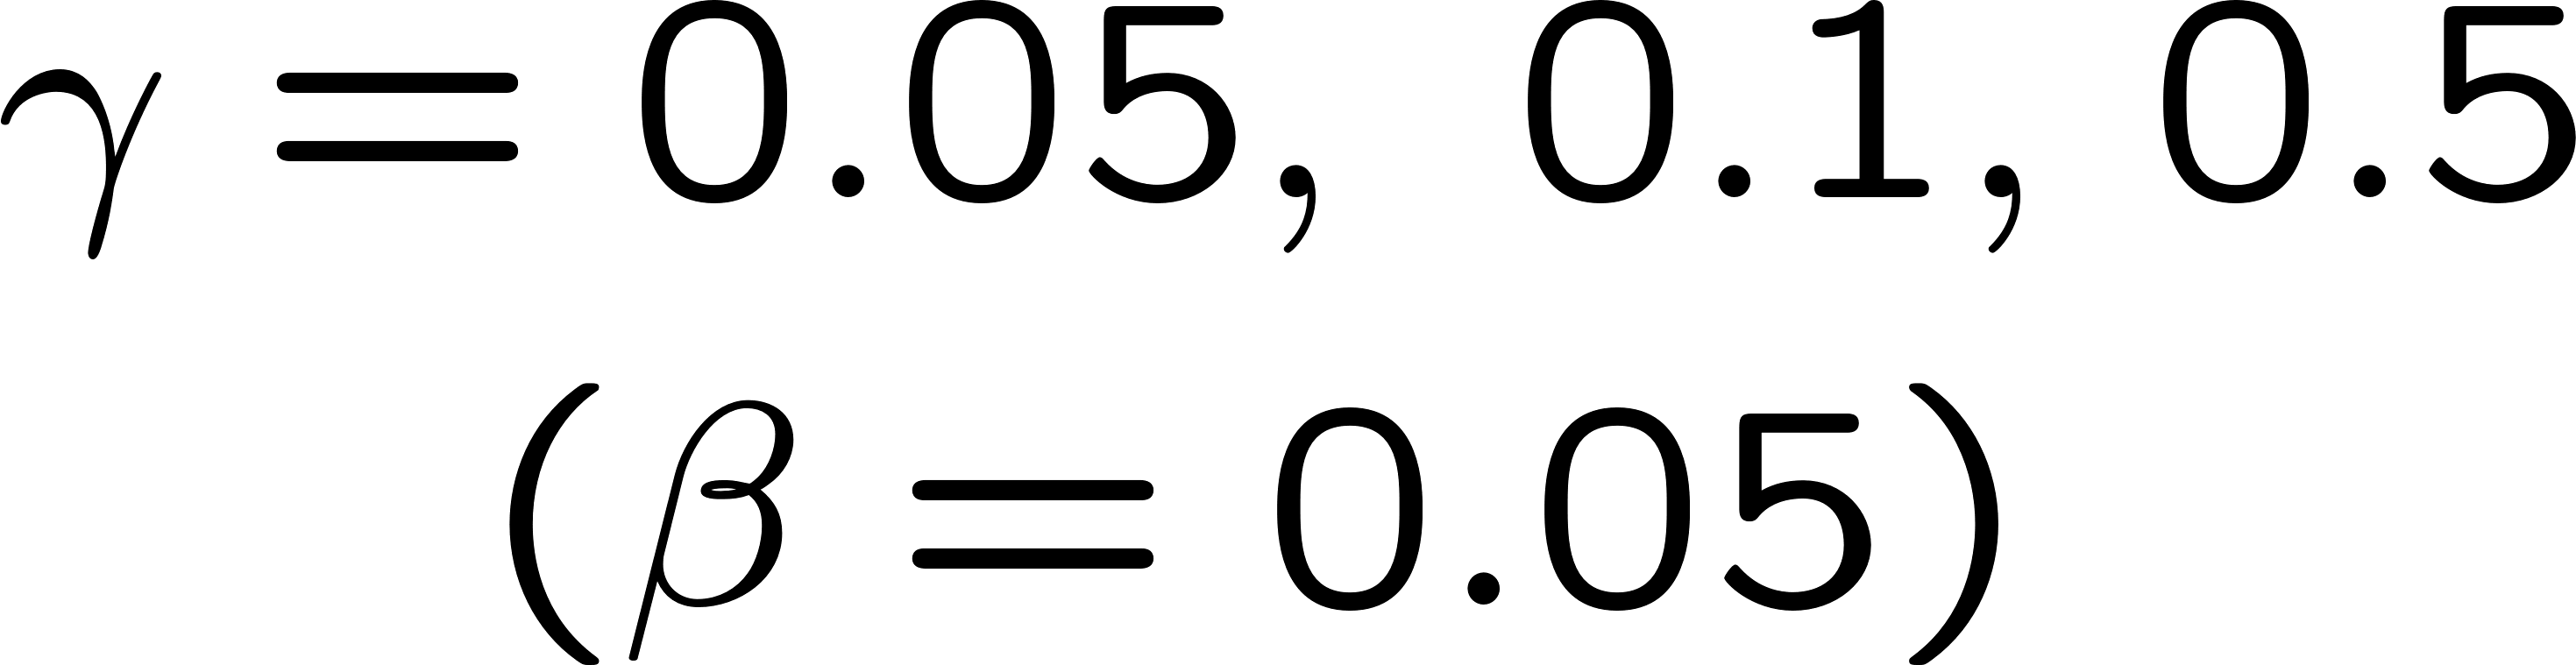 γ = 0.05, 0.1, 0.5
(β = 0.05)